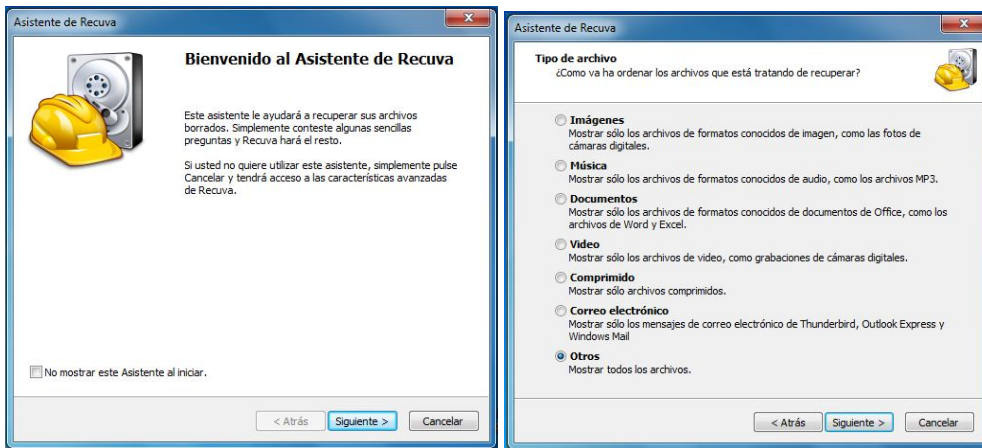 Asistente de Recuva
Bienvenido al Asistente de Recuva
Este asistente le ayudará a recuperar sus archivos
borrados. Simplemente conteste algunas sencillas
preguntas y Recuva hará el resto.
Si usted no quiere utilizar este asistente, simplemente pulse
Cancelar y tendrá acceso a las características avanzadas
de Recuva.
No mostrar este Asistente al iniciar.
< Atrás Siguiente > Cancelar
Asistente de Recuva
Tipo de archivo
¿Como va ha ordenar los archivos que está tratando de recuperar?
Imágenes
Mostrar sólo los archivos de formatos conocidos de imagen, como las fotos de
cámaras digitales.
Música
Mostrar sólo los archivos de formatos conocidos de audio, como los archivos MP3.
Documentos
Mostrar sólo los archivos de formatos conocidos de documentos de Office, como los
archivos de Word y Excel.
Video
Mostrar sólo los archivos de video, como grabaciones de cámaras digitales.
Comprimido
Mostrar sólo archivos comprimidos.
Correo electrónico
Mostrar sólo los mensajes de correo electrónico de Thunderbird, Outlook Express y
Windows Mail
Otros
Mostrar todos los archivos.
< Atrás Siguiente > Cancelar